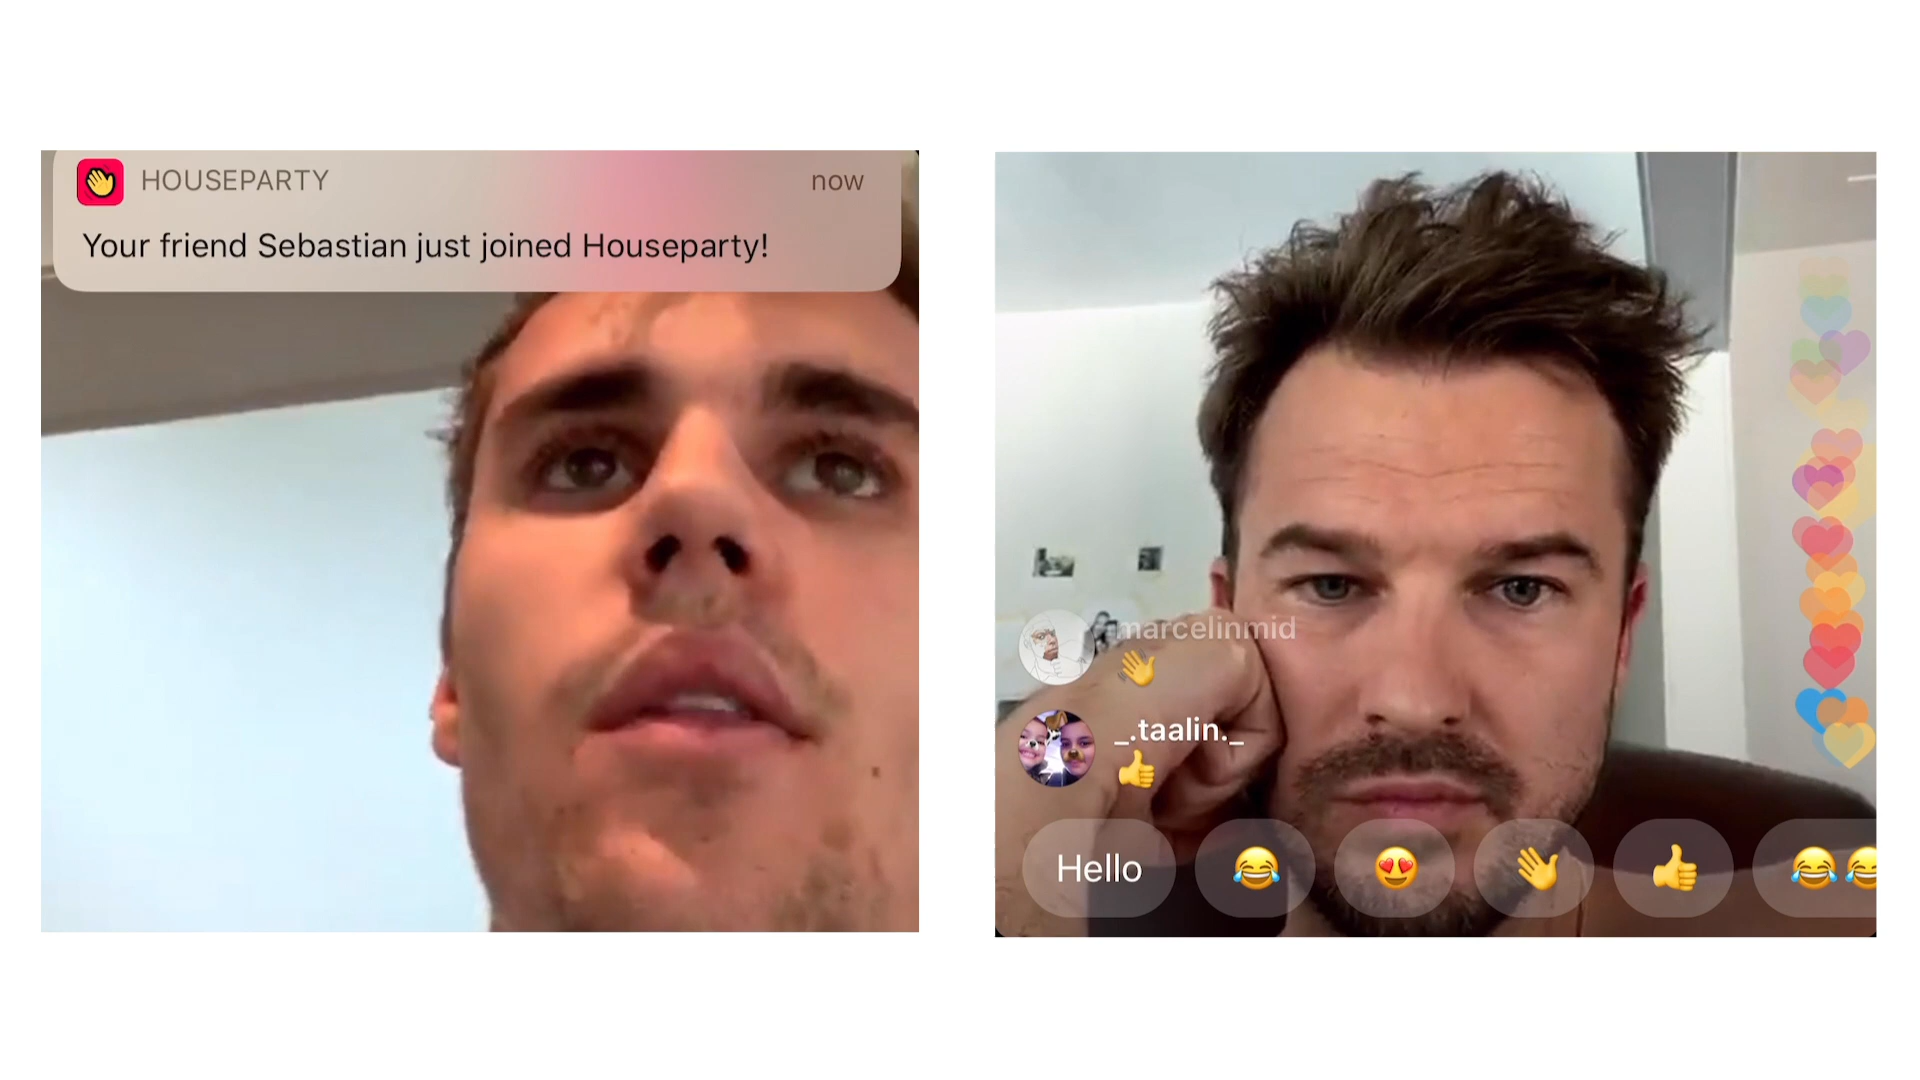 HOUSEPARTY
now
Your friend Sebastian just joined Houseparty!
marcelinmid
👋
_.taalin._
👍
Hello 😂 😍 👋 👍 😂😂